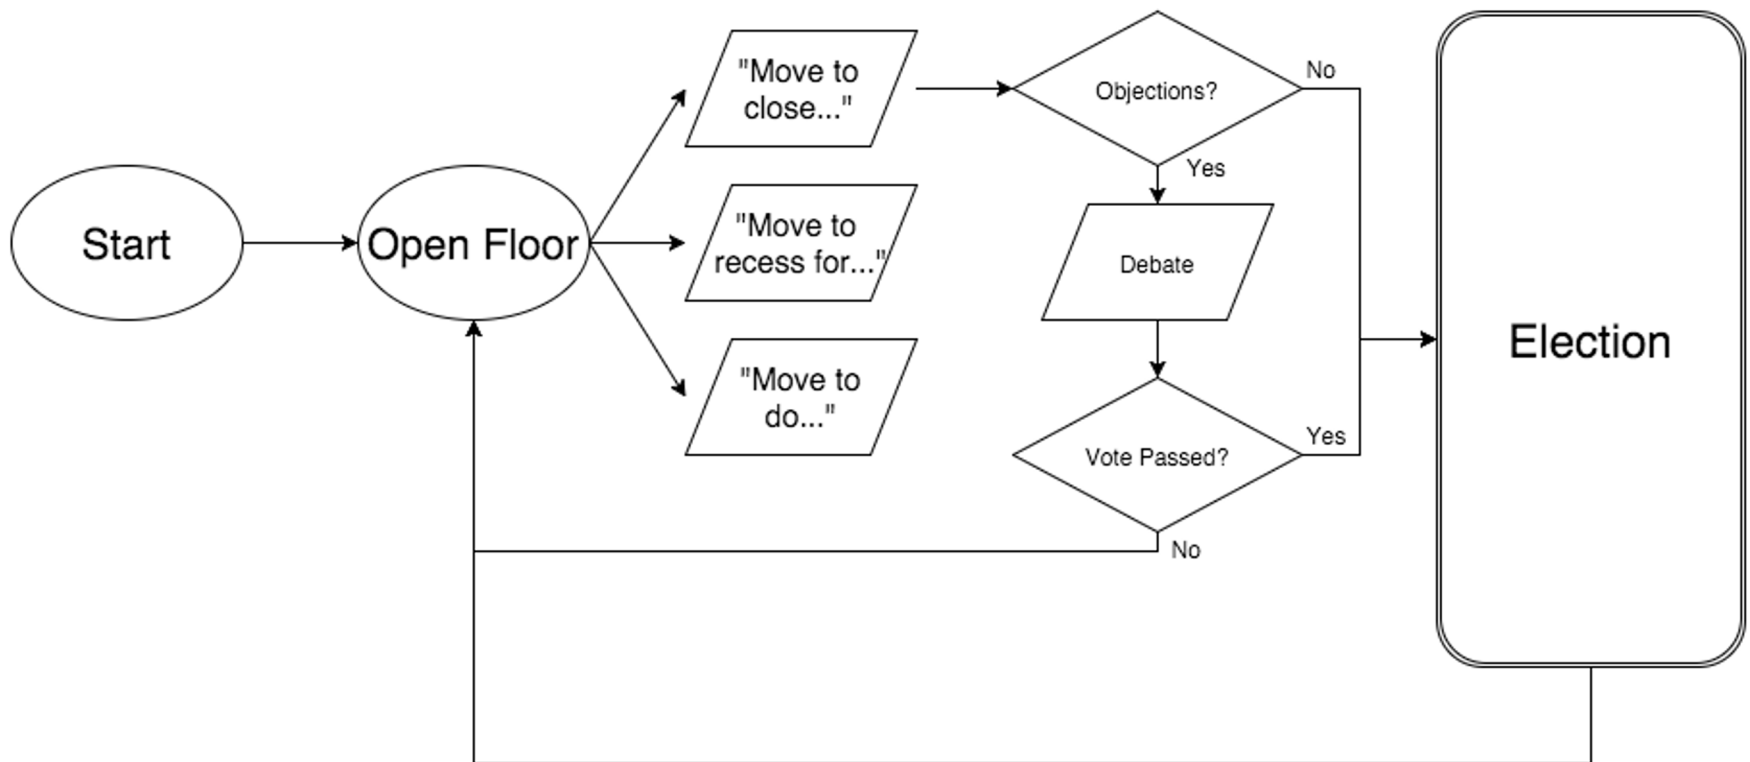 Start
Open Floor
"Move to
close..."
"Move to
recess for..."
"Move to
do..."
Objections?
No
Yes
Debate
Vote Passed?
Yes
No
Election